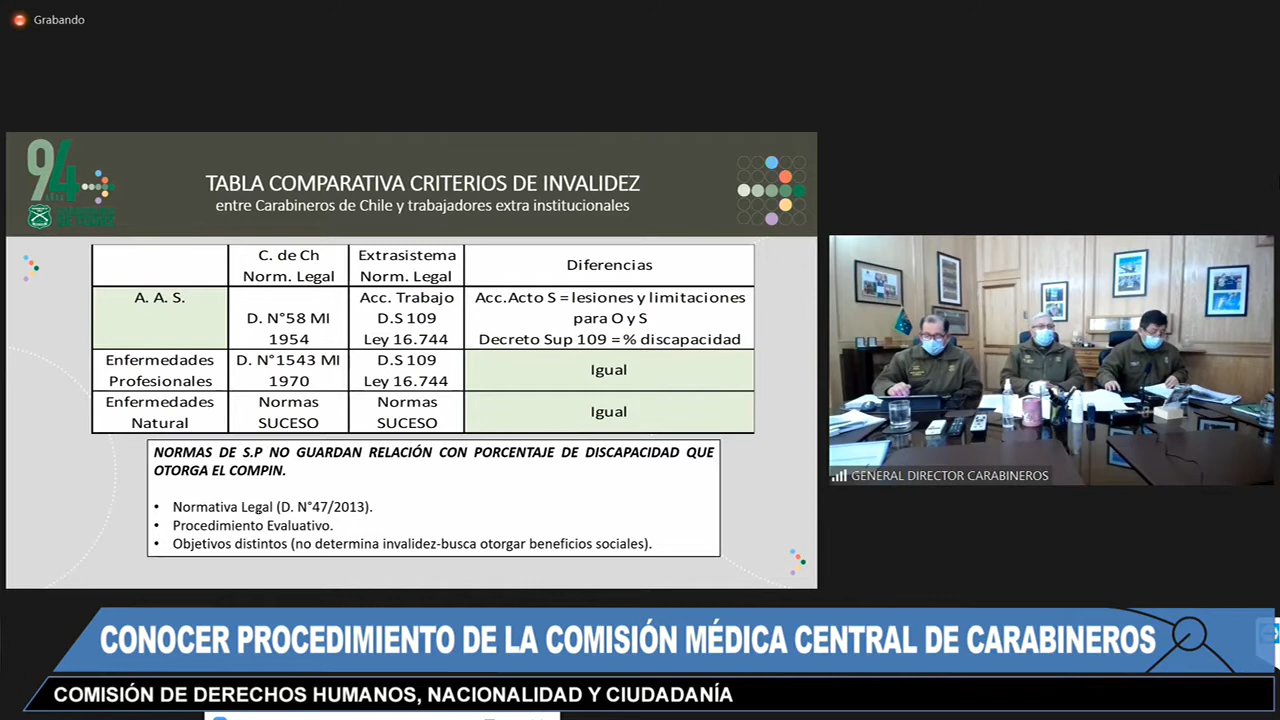 Grabando
94
TABLA COMPARATIVA CRITERIOS DE INVALIDEZ
entre Carabineros de Chile y trabajadores extra institucionales
C. de Ch
Norm. Legal
Extrasistema
Norm. Legal
Diferencias
A. A. S.
D. N°58 MI
1954
Acc. Trabajo
D.S 109
Ley 16.744
Acc.Acto S = lesiones y limitaciones
para O y S
Decreto Sup 109 = % discapacidad
Enfermedades
Profesionales
D. N°1543 MI
1970
D.S 109
Ley 16.744
Igual
Enfermedades
Natural
Normas
SUCESO
Normas
SUCESO
Igual
NORMAS DE S.P NO GUARDAN RELACIÓN CON PORCENTAJE DE DISCAPACIDAD QUE
OTORGA EL COMPIN.
• Normativa Legal (D. N°47/2013).
• Procedimiento Evaluativo.
• Objetivos distintos (no determina invalidez-busca otorgar beneficios sociales).
GENERAL DIRECTOR CARABINEROS
CONOCER PROCEDIMIENTO DE LA COMISIÓN MÉDICA CENTRAL DE CARABINEROS
COMISIÓN DE DERECHOS HUMANOS, NACIONALIDAD Y CIUDADANÍA